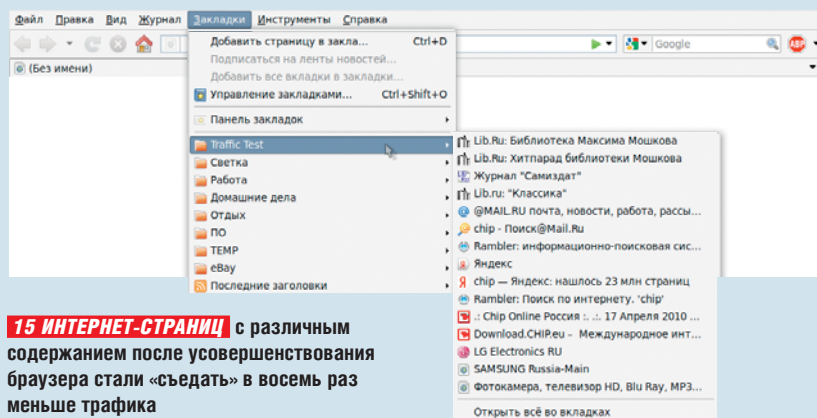 Файл Правка Вид Журнал Закладки Инструменты Справка
Google
ABP
(Без имени)
Добавить страницу в закла... Ctrl+D
Подписаться на ленты новостей...
Добавить все вкладки в закладки...
Управление закладками... Ctrl+Shift+O
Панель закладок
Traffic Test
Светка
Работа
Домашние дела
Отдых
ПО
TEMP
eBay
Последние заголовки
Lib.Ru: Библиотека Максима Мошкова
Lib.Ru: Хитпарад библиотеки Мошкова
Журнал "Самиздат"
Lib.ru: "Классика"
@MAIL.RU почта, новости, работа, рассы...
chip - Поиск@Mail.Ru
Rambler: информационно-поисковая сис...
Яндекс
chip — Яндекс: нашлось 23 млн страниц
Rambler: Поиск по интернету. 'chip'
.: Chip Online Россия :. .:. 17 Апреля 2010 ...
Download.CHIP.eu – Международное инт...
LG Electronics RU
SAMSUNG Russia-Main
Фотокамера, телевизор HD, Blu Ray, MP3...
Открыть всё во вкладках
15 ИНТЕРНЕТ-СТРАНИЦ с различным
содержанием после усовершенствования
браузера стали «съедать» в восемь раз
меньше трафика